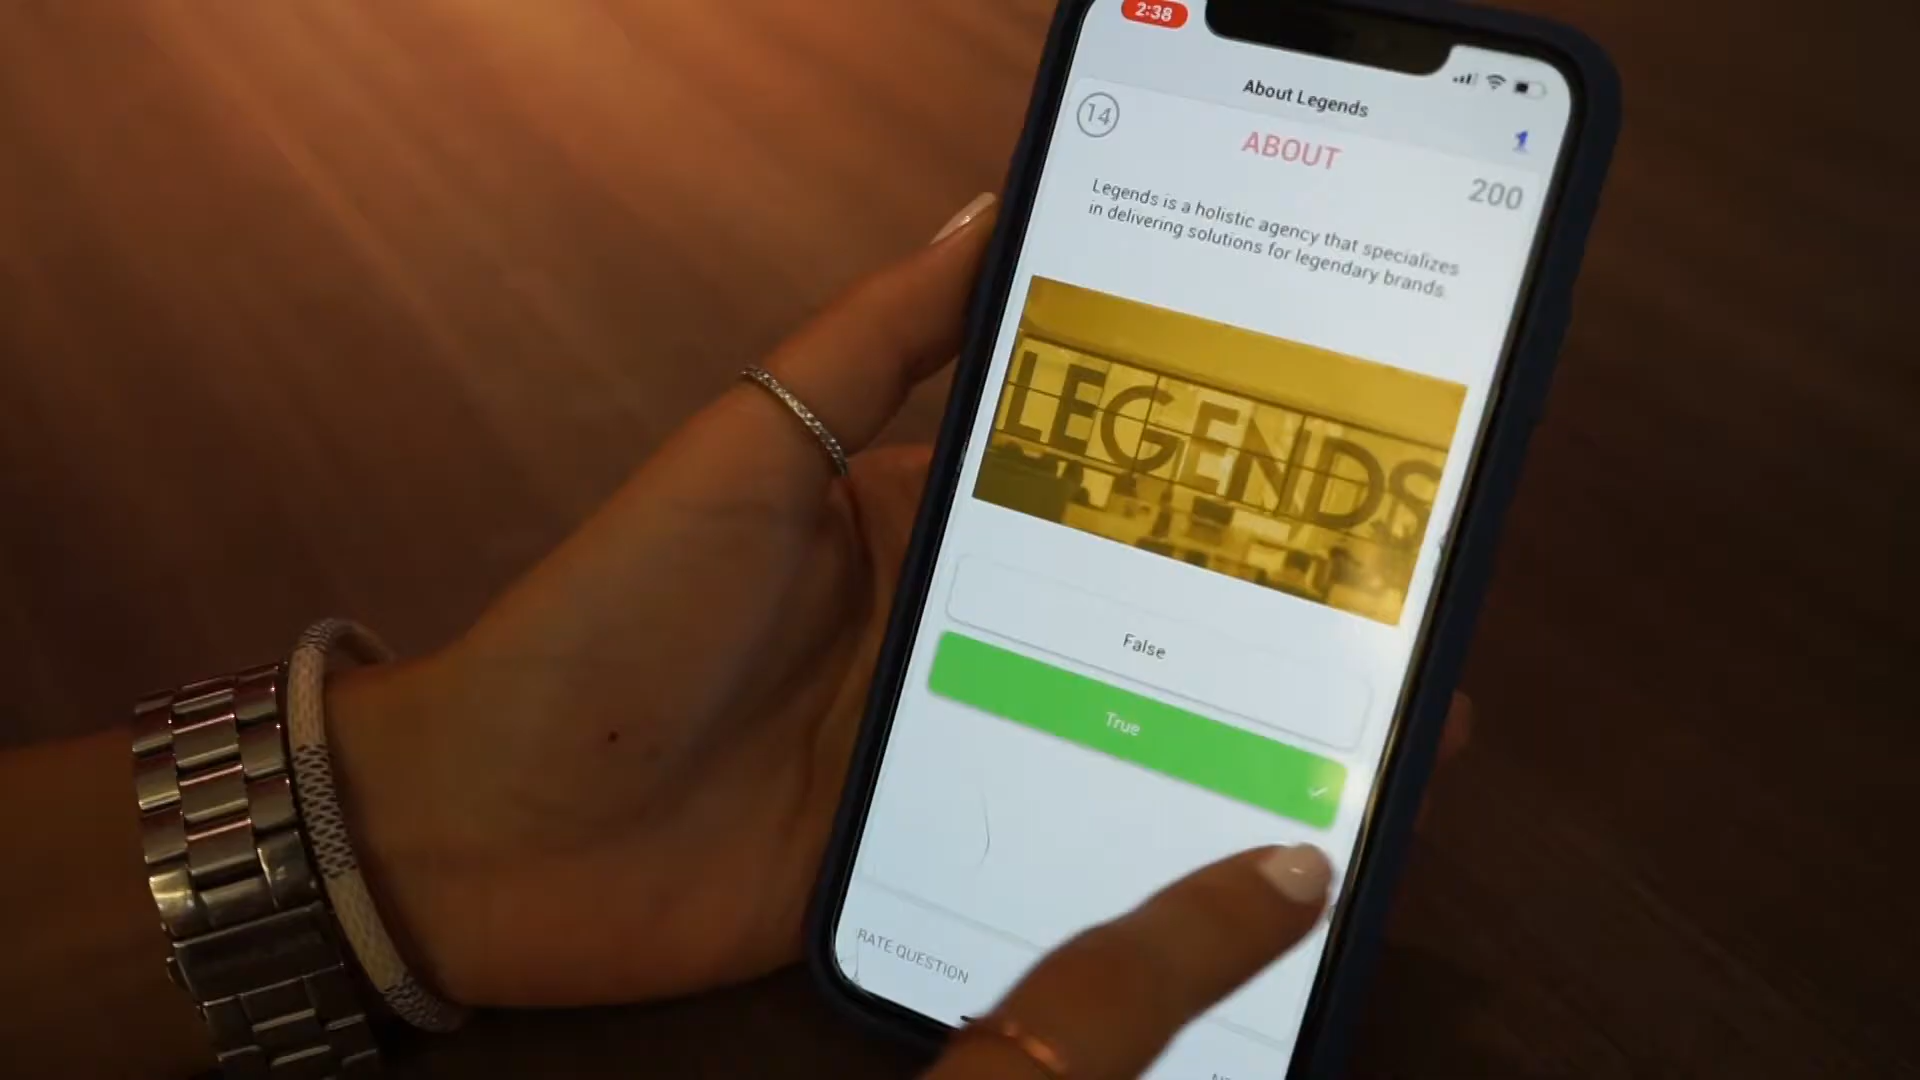 2:38
About Legends
14
1
ABOUT
200
Legends is a holistic agency that specializes
in delivering solutions for legendary brands.
LEGENDS
False
True
RATE QUESTION